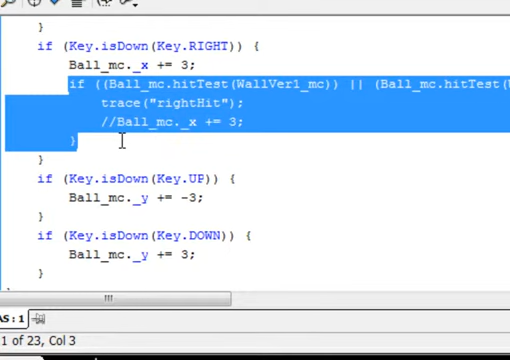 }
if (Key.isDown(Key.RIGHT)) {
Ball_mc._x += 3;
if ((Ball_mc.hitTest(WallVer1_mc)) || (Ball_mc.hitTest(
trace("rightHit");
//Ball_mc._x += 3;
}
}
if (Key.isDown(Key.UP)) {
Ball_mc._y += -3;
}
if (Key.isDown(Key.DOWN)) {
Ball_mc._y += 3;
}
AS : 1
1 of 23, Col 3